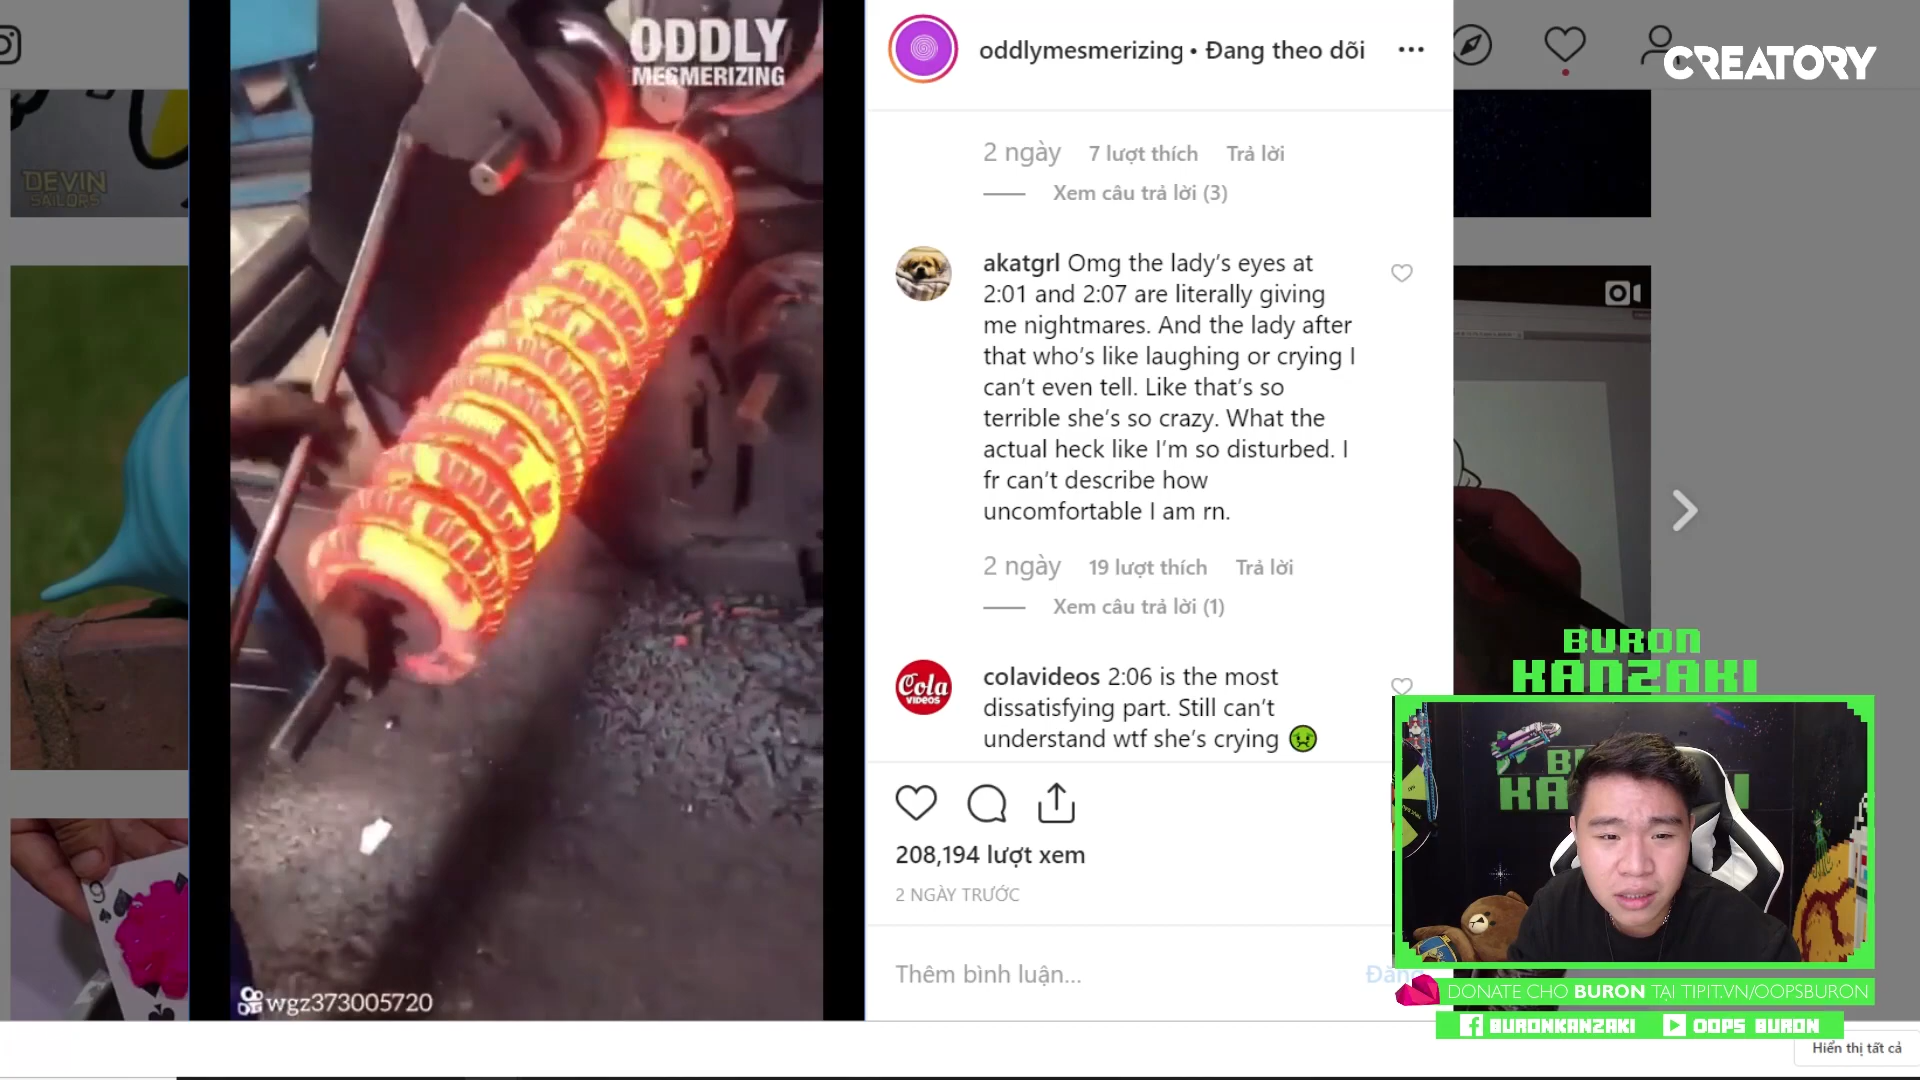 ODDLY
MESMERIZING
DEVIN
SAILORS
oddlymesmerizing • Đang theo dõi
CREATORY
2 ngày 7 lượt thích Trả lời
Xem câu trả lời (3)
akatgrl Omg the lady’s eyes at
2:01 and 2:07 are literally giving
me nightmares. And the lady after
that who’s like laughing or crying I
can’t even tell. Like that’s so
terrible she’s so crazy. What the
actual heck like I’m so disturbed. I
fr can’t describe how
uncomfortable I am rn.
2 ngày 19 lượt thích Trả lời
Xem câu trả lời (1)
Cola
VIDEOS
colavideos 2:06 is the most
dissatisfying part. Still can’t
understand wtf she’s crying 🤢
208,194 lượt xem
2 NGÀY TRƯỚC
Thêm bình luận...
Đăng
wgz373005720
9
BURON
KANZAKI
DONATE CHO BURON TẠI TIPIT.VN/OOPSBURON
BURONKANZAKI OOPS BURON
Hiển thị tất cả